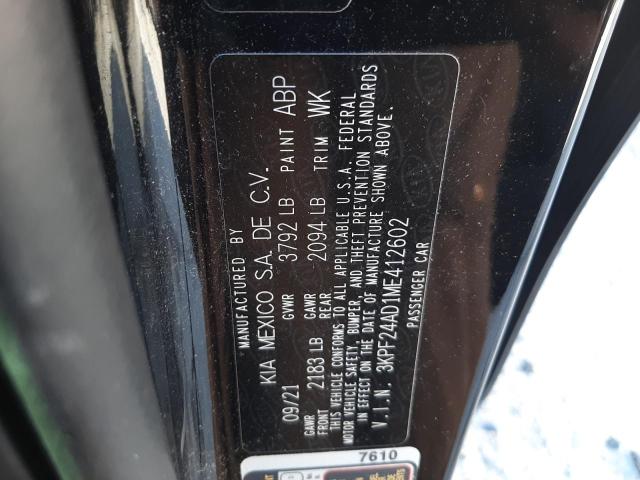 MANUFACTURED BY
KIA MEXICO S.A. DE C.V.
09/21 GVWR 3792 LB PAINT ABP
GAWR FRONT 2183 LB GAWR REAR 2094 LB TRIM WK
THIS VEHICLE CONFORMS TO ALL APPLICABLE U.S.A. FEDERAL
MOTOR VEHICLE SAFETY, BUMPER, AND THEFT PREVENTION STANDARDS
IN EFFECT ON THE DATE OF MANUFACTURE SHOWN ABOVE.
V.I.N. 3KPF24AD1ME412602
PASSENGER CAR
7610